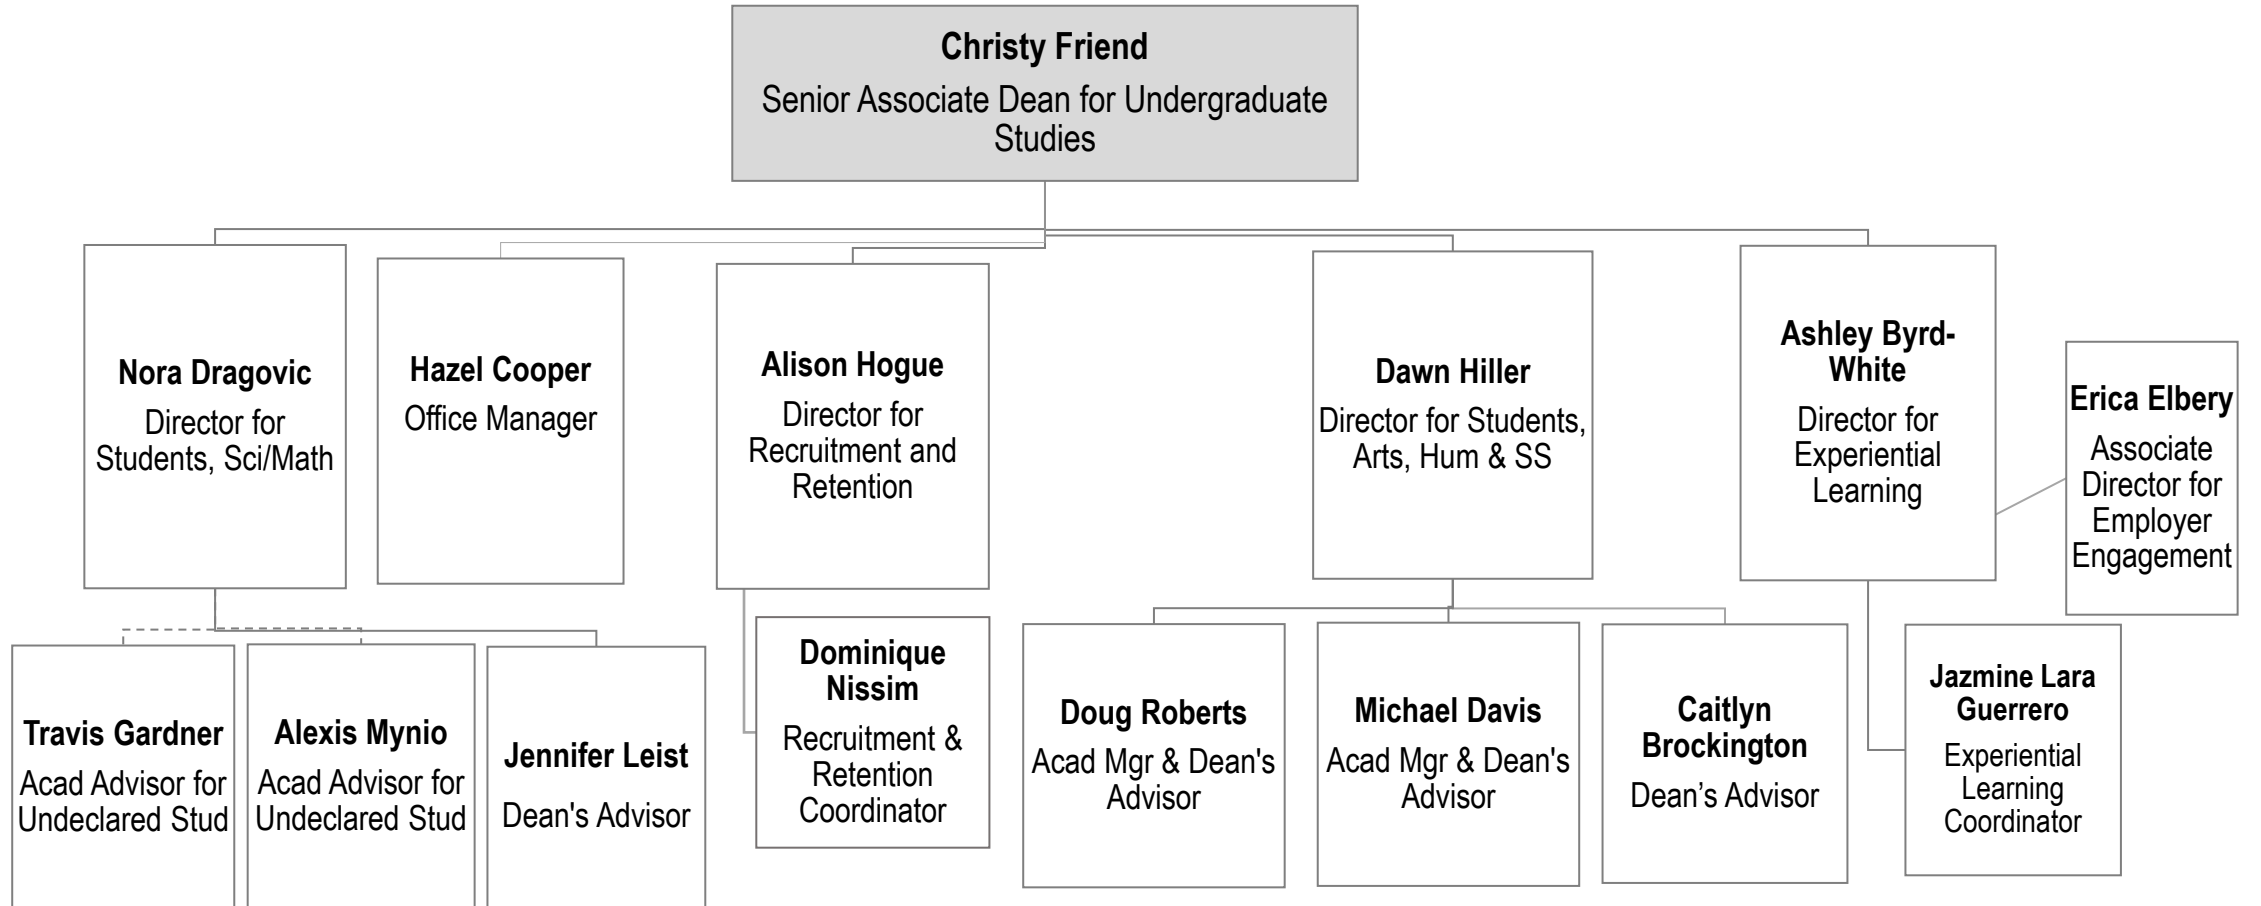 Christy Friend
Senior Associate Dean for Undergraduate
Studies
Nora Dragovic
Director for
Students, Sci/Math
Hazel Cooper
Office Manager
Alison Hogue
Director for
Recruitment and
Retention
Dawn Hiller
Director for Students,
Arts, Hum & SS
Ashley Byrd-
White
Director for
Experiential
Learning
Erica Elbery
Associate
Director for
Employer
Engagement
Travis Gardner
Acad Advisor for
Undeclared Stud
Alexis Mynio
Acad Advisor for
Undeclared Stud
Jennifer Leist
Dean's Advisor
Dominique
Nissim
Recruitment &
Retention
Coordinator
Doug Roberts
Acad Mgr & Dean's
Advisor
Michael Davis
Acad Mgr & Dean's
Advisor
Caitlyn
Brockington
Dean’s Advisor
Jazmine Lara
Guerrero
Experiential
Learning
Coordinator